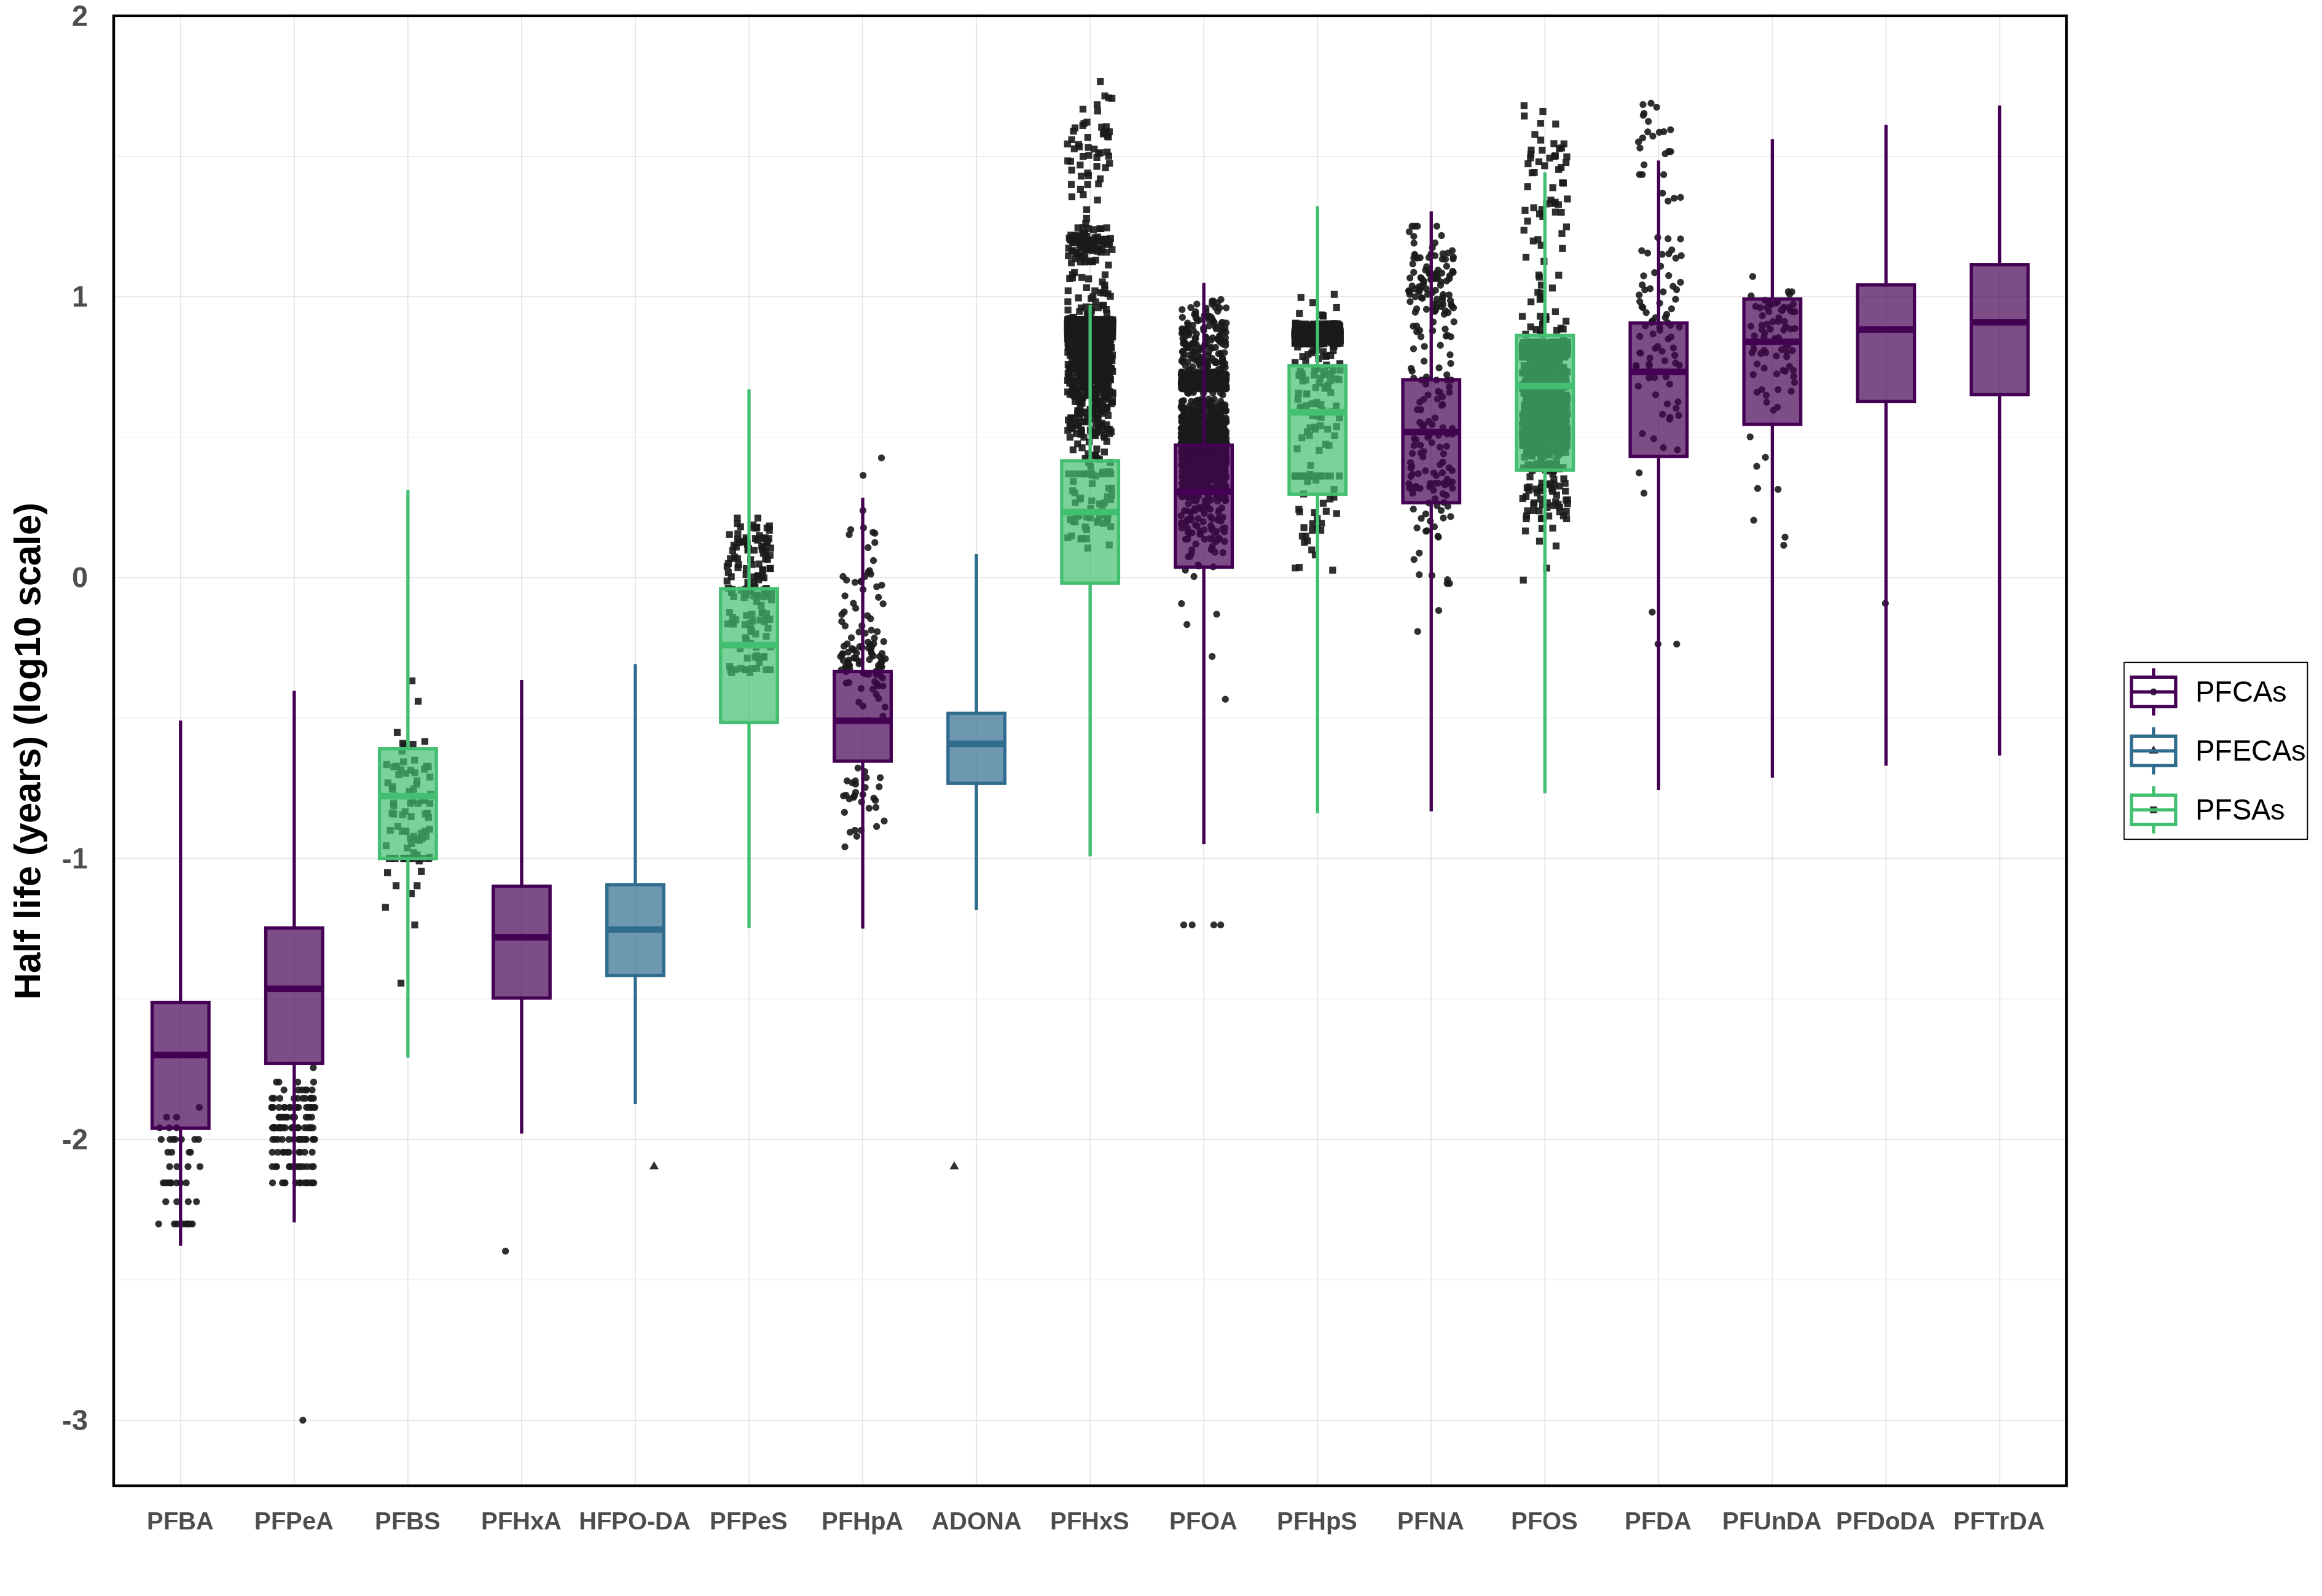 Half life (years) (log10 scale)
2
1
0
-1
-2
-3
PFBA PFPeA PFBS PFHxA HFPO-DA PFPeS PFHpA ADONA PFHxS PFOA PFHpS PFNA PFOS PFDA PFUnDA PFDoDA PFTrDA
PFCAs
PFECAs
PFSAs